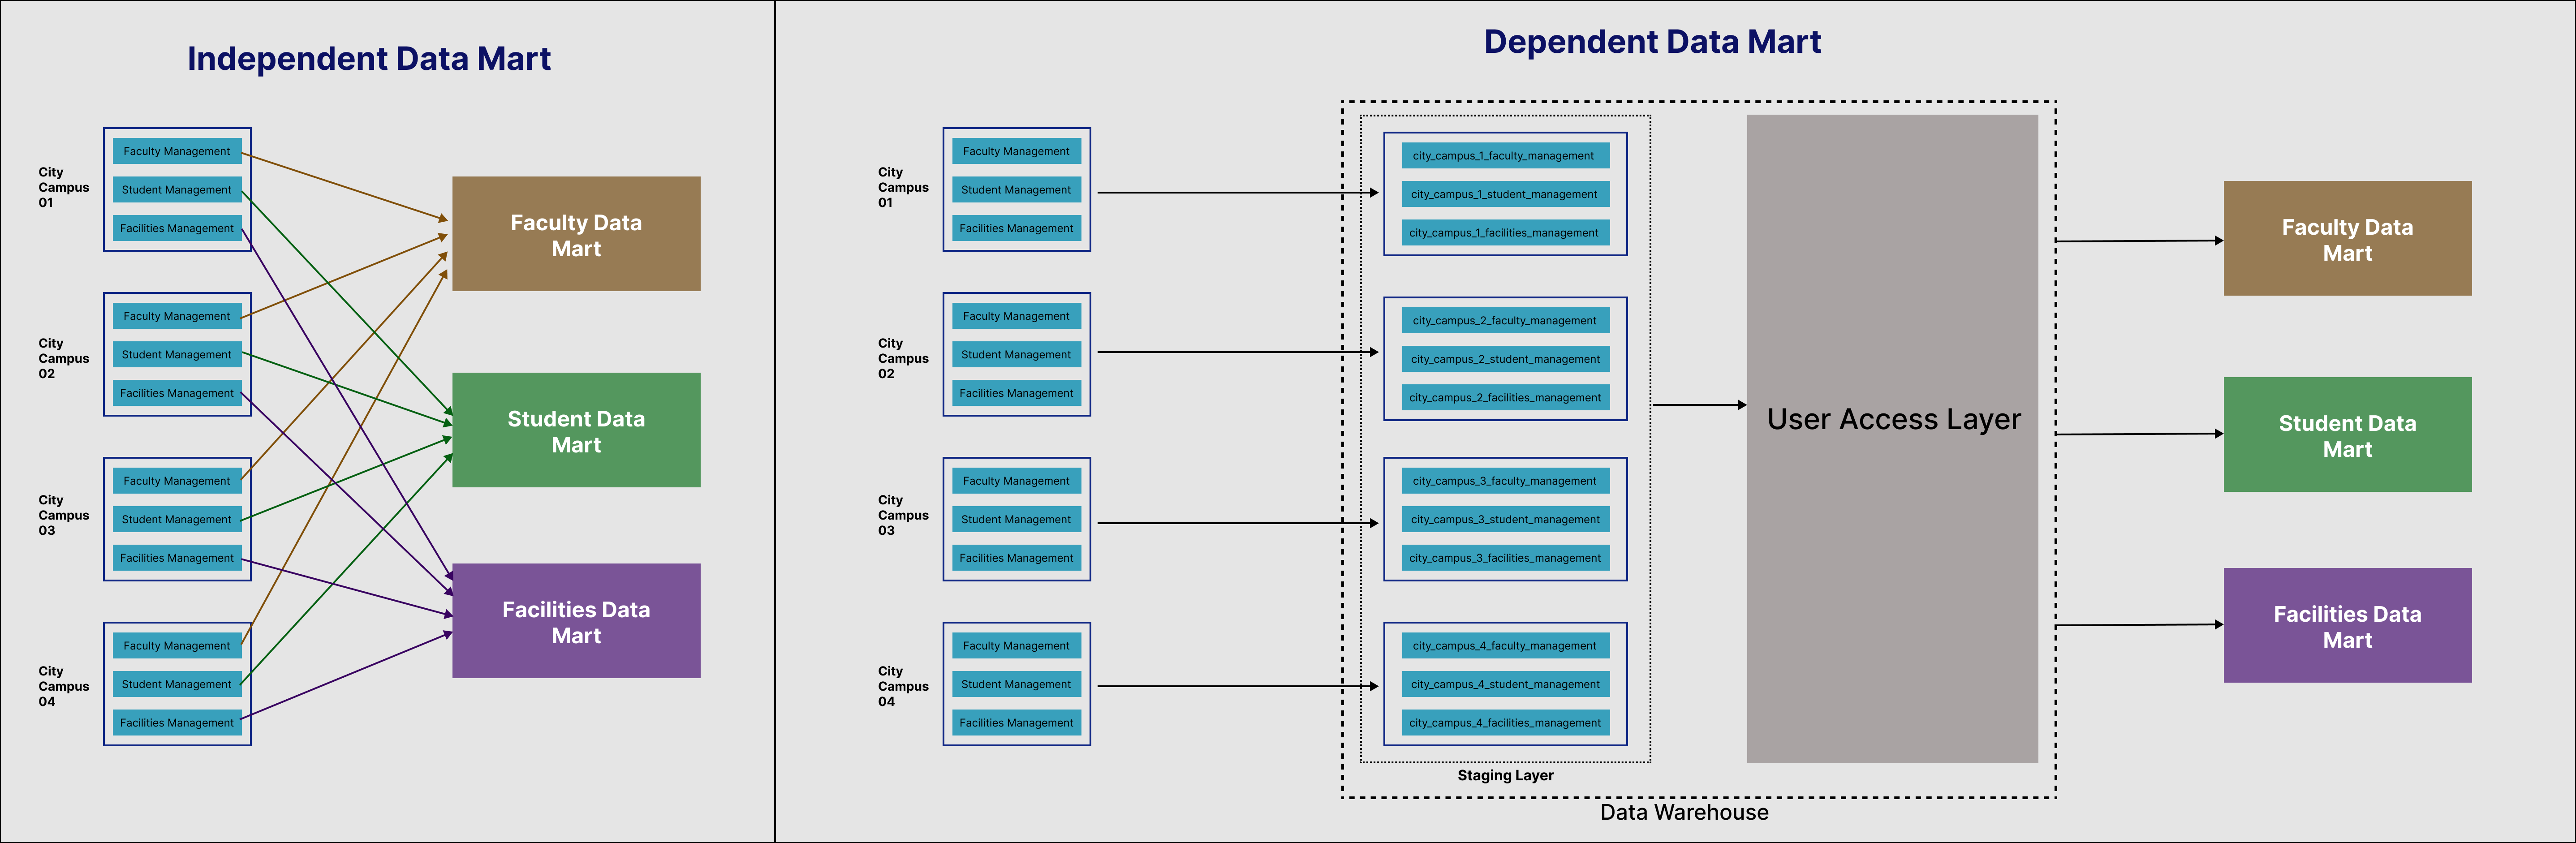 Independent Data Mart
City
Campus
01
Faculty Management
Student Management
Facilities Management
City
Campus
02
Faculty Management
Student Management
Facilities Management
City
Campus
03
Faculty Management
Student Management
Facilities Management
City
Campus
04
Faculty Management
Student Management
Facilities Management
Faculty Data
Mart
Student Data
Mart
Facilities Data
Mart
Dependent Data Mart
City
Campus
01
Faculty Management
Student Management
Facilities Management
City
Campus
02
Faculty Management
Student Management
Facilities Management
City
Campus
03
Faculty Management
Student Management
Facilities Management
City
Campus
04
Faculty Management
Student Management
Facilities Management
city_campus_1_faculty_management
city_campus_1_student_management
city_campus_1_facilities_management
city_campus_2_faculty_management
city_campus_2_student_management
city_campus_2_facilities_management
city_campus_3_faculty_management
city_campus_3_student_management
city_campus_3_facilities_management
city_campus_4_faculty_management
city_campus_4_student_management
city_campus_4_facilities_management
Staging Layer
User Access Layer
Data Warehouse
Faculty Data
Mart
Student Data
Mart
Facilities Data
Mart